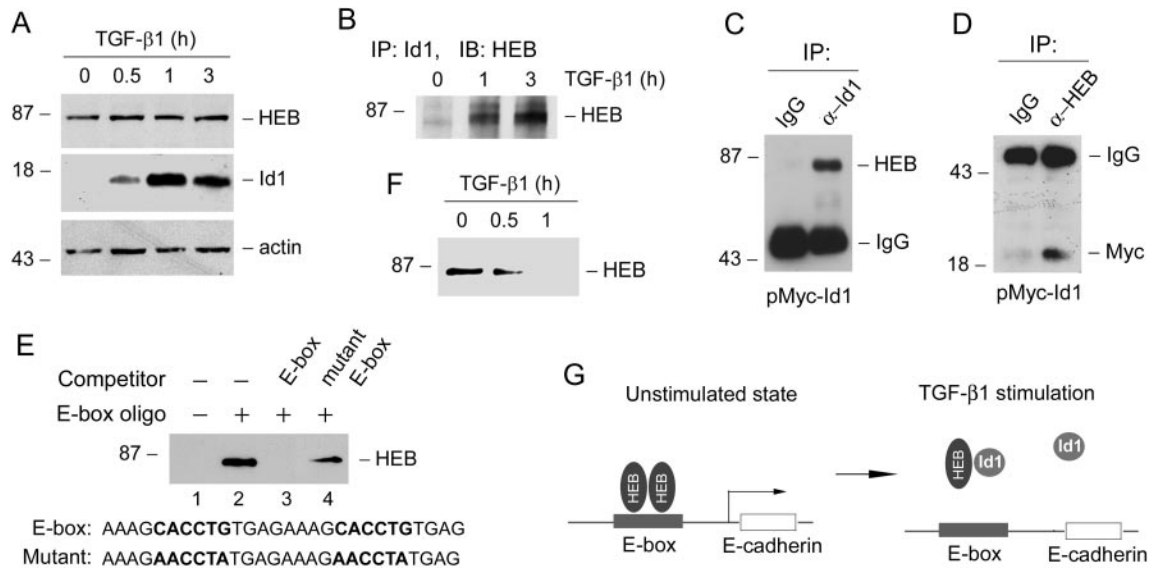 A
TGF-β1 (h)
0 0.5 1 3
87 – – HEB
18 – – Id1
43 – – actin
B
IP: Id1, IB: HEB
0 1 3 TGF-β1 (h)
87 – – HEB
F
TGF-β1 (h)
0 0.5 1
87 – – HEB
C
IP:
IgG α-Id1
87 – – HEB
43 – – IgG
pMyc-Id1
D
IP:
IgG α-HEB
43 – – IgG
18 – – Myc
pMyc-Id1
E
Competitor – – E-box mutant E-box
E-box oligo – + + +
87 – – HEB
1 2 3 4
E-box: AAAGCACCTGTGAGAAAGCACCTGTGAG
Mutant: AAAGAACCTATGAGAAAGAACCTATGAG
G
Unstimulated state
HEB HEB
E-box E-cadherin
TGF-β1 stimulation
HEB Id1 Id1
E-box E-cadherin